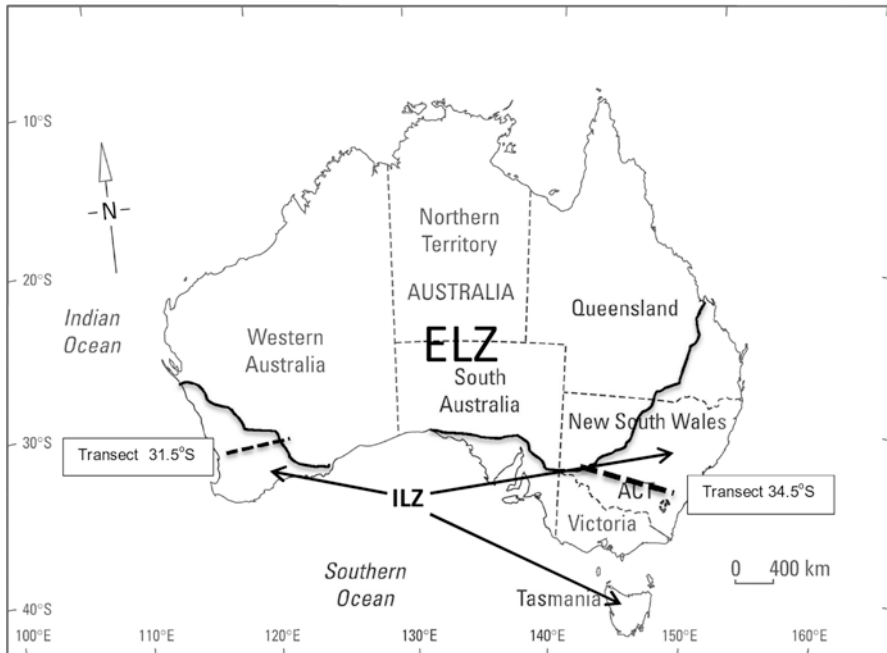 10°S
Northern
Territory
-N-
20°S
AUSTRALIA
Indian
Ocean
Queensland
Western
Australia
ELZ
South
Australia
New South Wales
30°S
Transect 31.5°S
ILZ
ACT
Transect 34.5°S
Victoria
0 400 km
Southern
Ocean
Tasmania
40°S
100°E 110°E 120°E 130°E 140°E 150°E 160°E